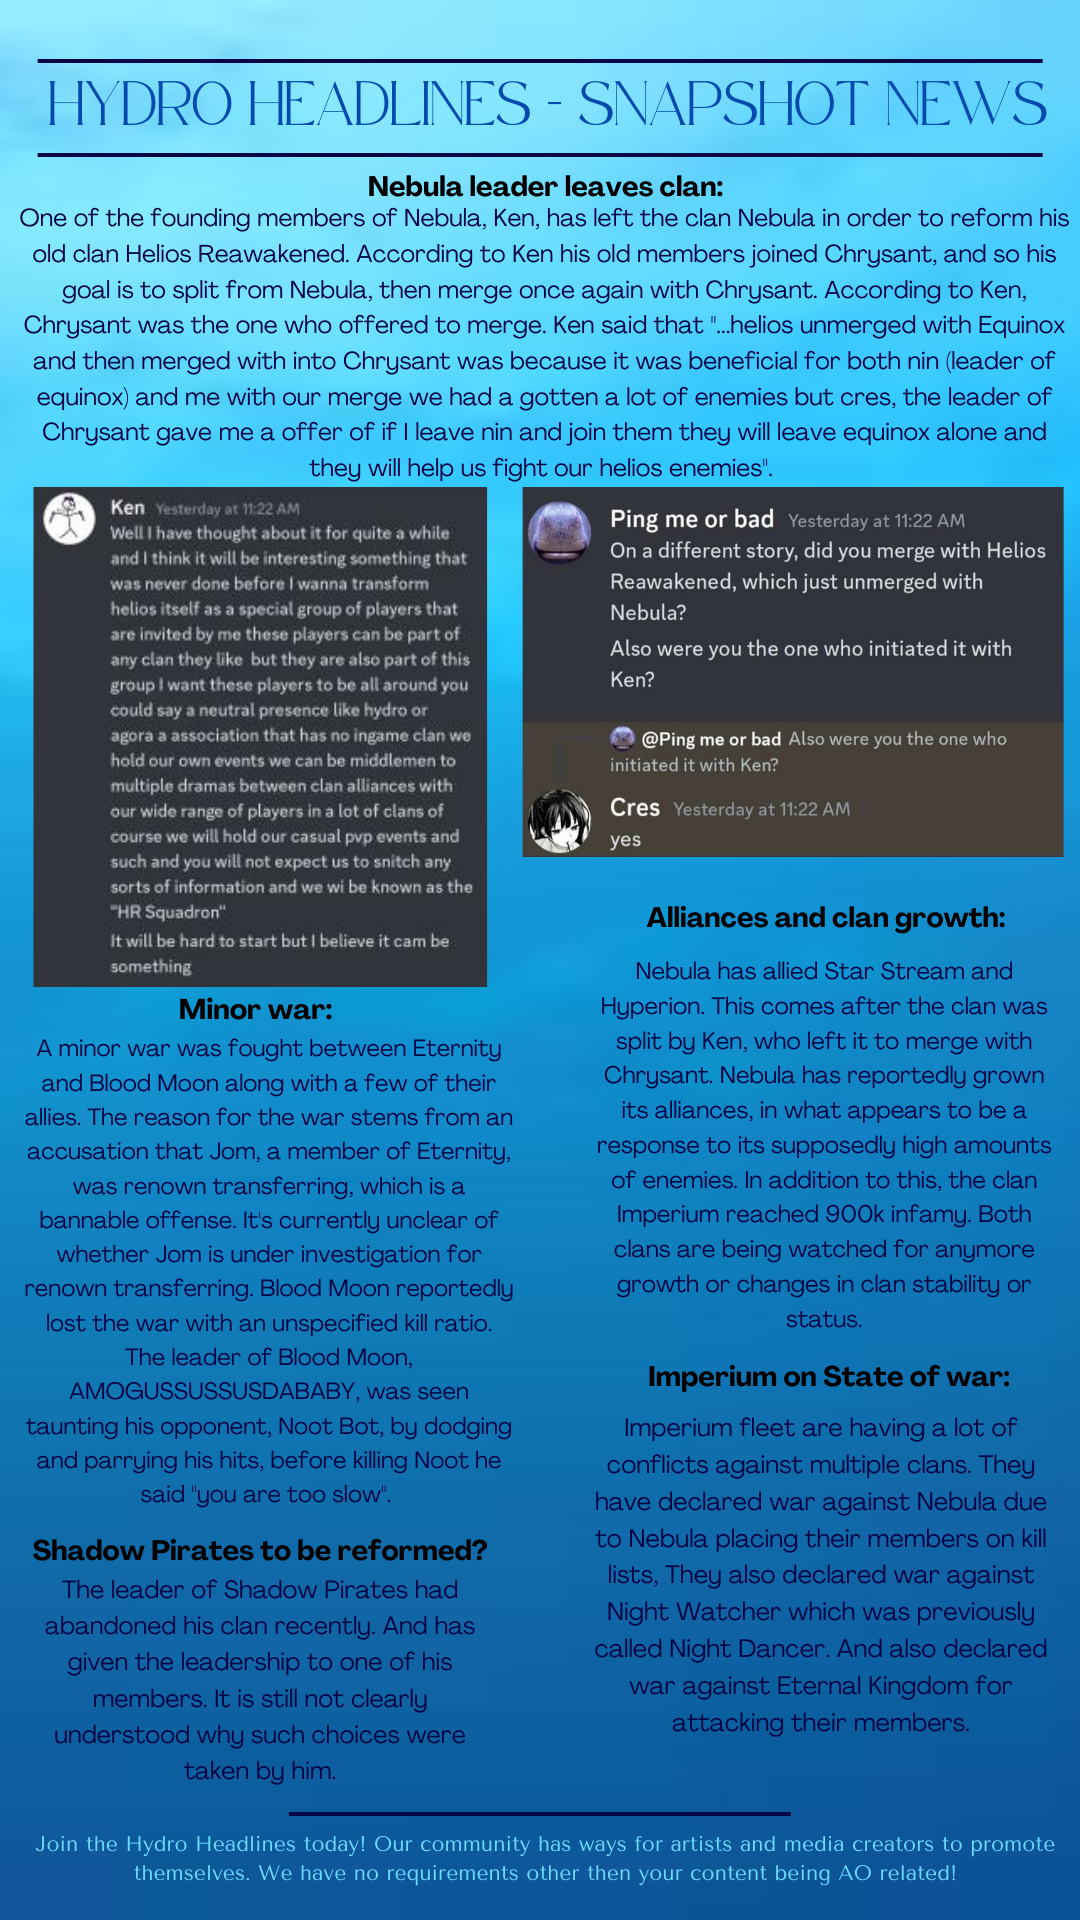 HYDRO HEADLINES - SNAPSHOT NEWS
Nebula leader leaves clan:
One of the founding members of Nebula, Ken, has left the clan Nebula in order to reform his
old clan Helios Reawakened. According to Ken his old members joined Chrysant, and so his
goal is to split from Nebula, then merge once again with Chrysant. According to Ken,
Chrysant was the one who offered to merge. Ken said that "...helios unmerged with Equinox
and then merged with into Chrysant was because it was beneficial for both nin (leader of
equinox) and me with our merge we had a gotten a lot of enemies but cres, the leader of
Chrysant gave me a offer of if I leave nin and join them they will leave equinox alone and
they will help us fight our helios enemies".
Ken Yesterday at 11:22 AM
Well I have thought about it for quite a while
and I think it will be interesting something that
was never done before I wanna transform
helios itself as a special group of players that
are invited by me these players can be part of
any clan they like but they are also part of this
group I want these players to be all around you
could say a neutral presence like hydro or
agora a association that has no ingame clan we
hold our own events we can be middlemen to
multiple dramas between clan alliances with
our wide range of players in a lot of clans of
course we will hold our casual pvp events and
such and you will not expect us to snitch any
sorts of information and we wi be known as the
"HR Squadron"
It will be hard to start but I believe it cam be
something
Ping me or bad Yesterday at 11:22 AM
On a different story, did you merge with Helios
Reawakened, which just unmerged with
Nebula?
Also were you the one who initiated it with
Ken?
@Ping me or bad Also were you the one who
initiated it with Ken?
Cres Yesterday at 11:22 AM
yes
Minor war:
A minor war was fought between Eternity
and Blood Moon along with a few of their
allies. The reason for the war stems from an
accusation that Jom, a member of Eternity,
was renown transferring, which is a
bannable offense. It's currently unclear of
whether Jom is under investigation for
renown transferring. Blood Moon reportedly
lost the war with an unspecified kill ratio.
The leader of Blood Moon,
AMOGUSSUSSUSDABABY, was seen
taunting his opponent, Noot Bot, by dodging
and parrying his hits, before killing Noot he
said "you are too slow".
Shadow Pirates to be reformed?
The leader of Shadow Pirates had
abandoned his clan recently. And has
given the leadership to one of his
members. It is still not clearly
understood why such choices were
taken by him.
Alliances and clan growth:
Nebula has allied Star Stream and
Hyperion. This comes after the clan was
split by Ken, who left it to merge with
Chrysant. Nebula has reportedly grown
its alliances, in what appears to be a
response to its supposedly high amounts
of enemies. In addition to this, the clan
Imperium reached 900k infamy. Both
clans are being watched for anymore
growth or changes in clan stability or
status.
Imperium on State of war:
Imperium fleet are having a lot of
conflicts against multiple clans. They
have declared war against Nebula due
to Nebula placing their members on kill
lists, They also declared war against
Night Watcher which was previously
called Night Dancer. And also declared
war against Eternal Kingdom for
attacking their members.
Join the Hydro Headlines today! Our community has ways for artists and media creators to promote
themselves. We have no requirements other then your content being AO related!